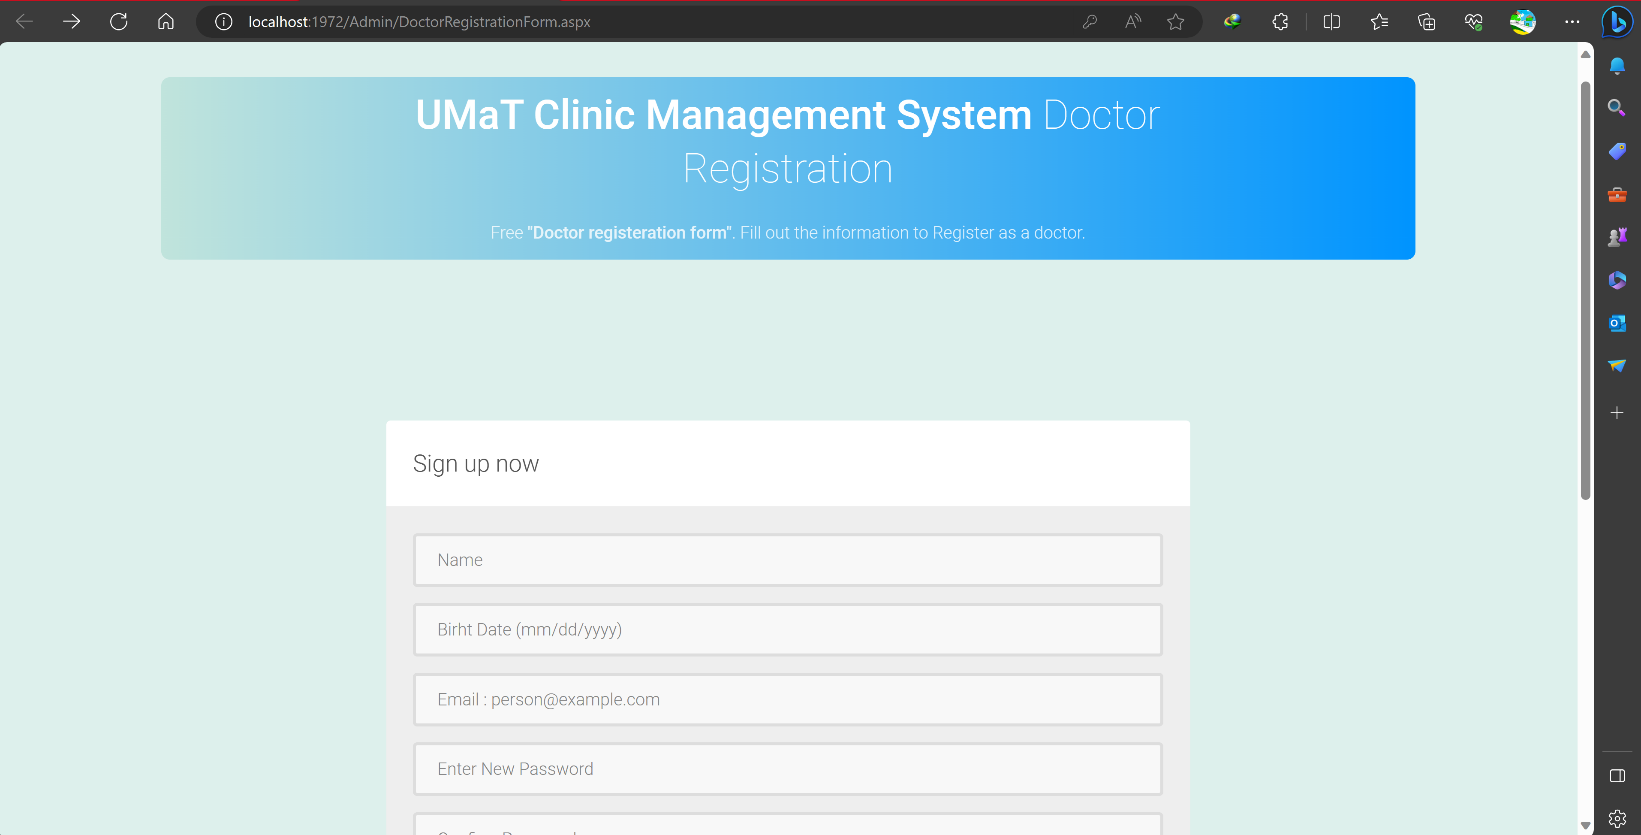 localhost:1972/Admin/DoctorRegistrationForm.aspx
UMaT Clinic Management System Doctor
Registration
Free "Doctor registeration form". Fill out the information to Register as a doctor.
Sign up now
Name
Birht Date (mm/dd/yyyy)
Email : person@example.com
Enter New Password